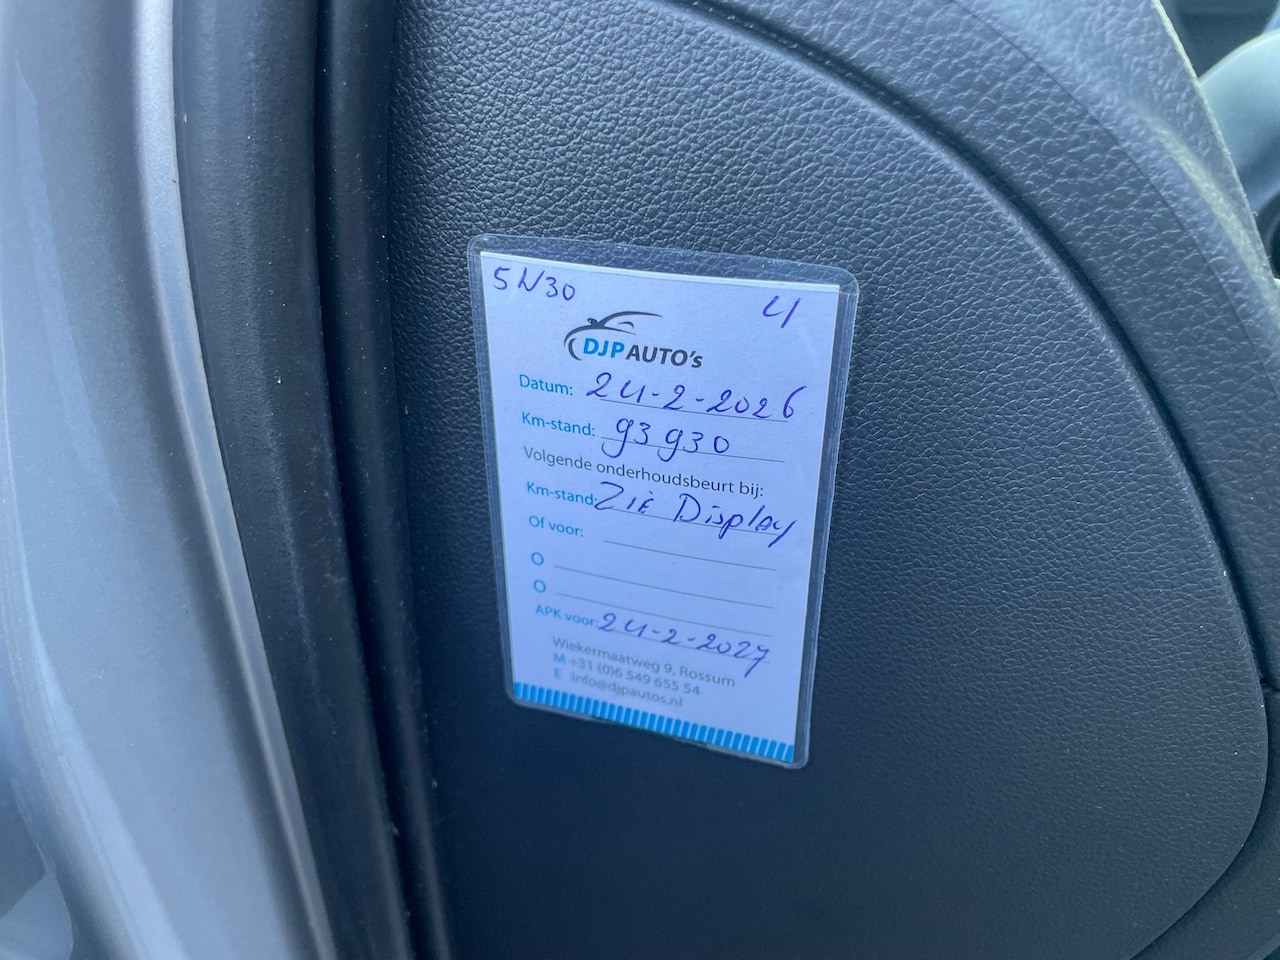 5W30 4
DJP AUTO's
Datum: 24-2-2026
Km-stand: 93930
Volgende onderhoudsbeurt bij:
Km-stand: Zie Display
Of voor:
O
O
APK voor: 24-2-2027
Wiekermaatweg 9, Rossum
M +31 (0)6 549 655 54
E info@djpautos.nl